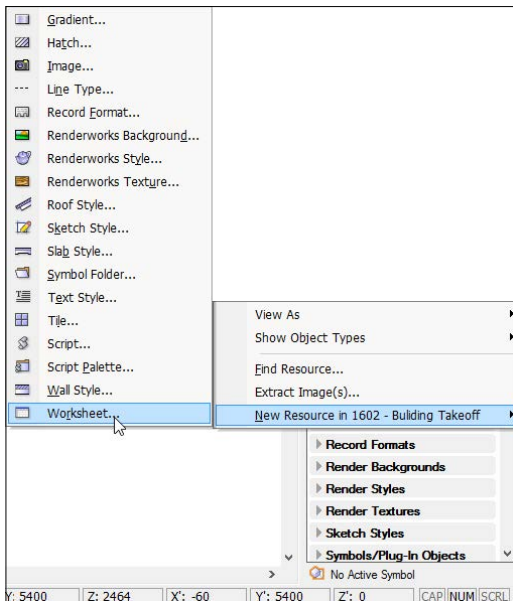 Gradient...
Hatch...
Image...
Line Type...
Record Format...
Renderworks Background...
Renderworks Style...
Renderworks Texture...
Roof Style...
Sketch Style...
Slab Style...
Symbol Folder...
Text Style...
Tile...
Script...
Script Palette...
Wall Style...
Worksheet...
View As
Show Object Types
Find Resource...
Extract Image(s)...
New Resource in 1602 - Buliding Takeoff
Record Formats
Render Backgrounds
Render Styles
Render Textures
Sketch Styles
Symbols/Plug-In Objects
No Active Symbol
Y: 5400 Z: 2464 X': -60 Y': 5400 Z': 0 CAP NUM SCRL